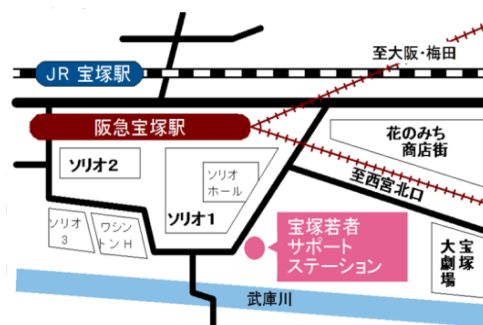 至大阪・梅田
JR 宝塚駅
阪急宝塚駅
花のみち
商店街
ソリオ2
ソリオ
ホール
至西宮北口
ソリオ1
ソリオ
3
ワシン
トンH
宝塚若者
サポート
ステーション
宝塚
大劇場
武庫川